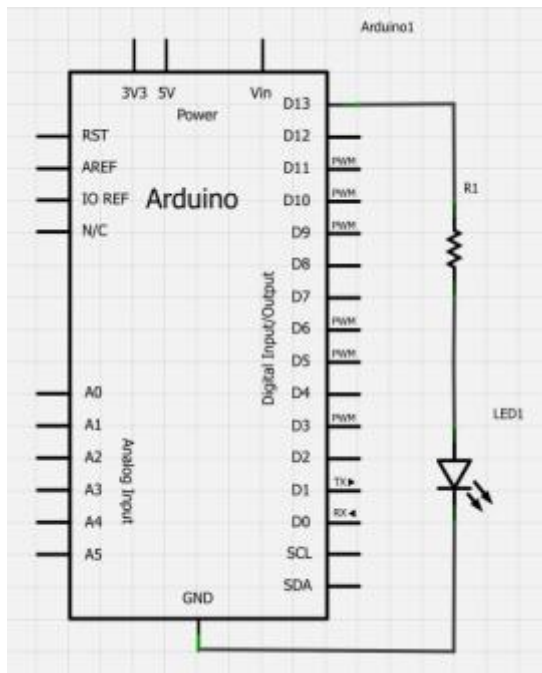 Arduino1
3V3 5V Vin
Power
D13
RST D12
AREF D11 PWM
IO REF Arduino D10 PWM
N/C D9 PWM
R1
D8
D7
D6 PWM
D5 PWM
Digital Input/Output
A0 D4
A1 D3 PWM
LED1
A2 D2
A3 D1 TX▶
A4 D0 RX◀
A5 SCL
Analog Input
SDA
GND